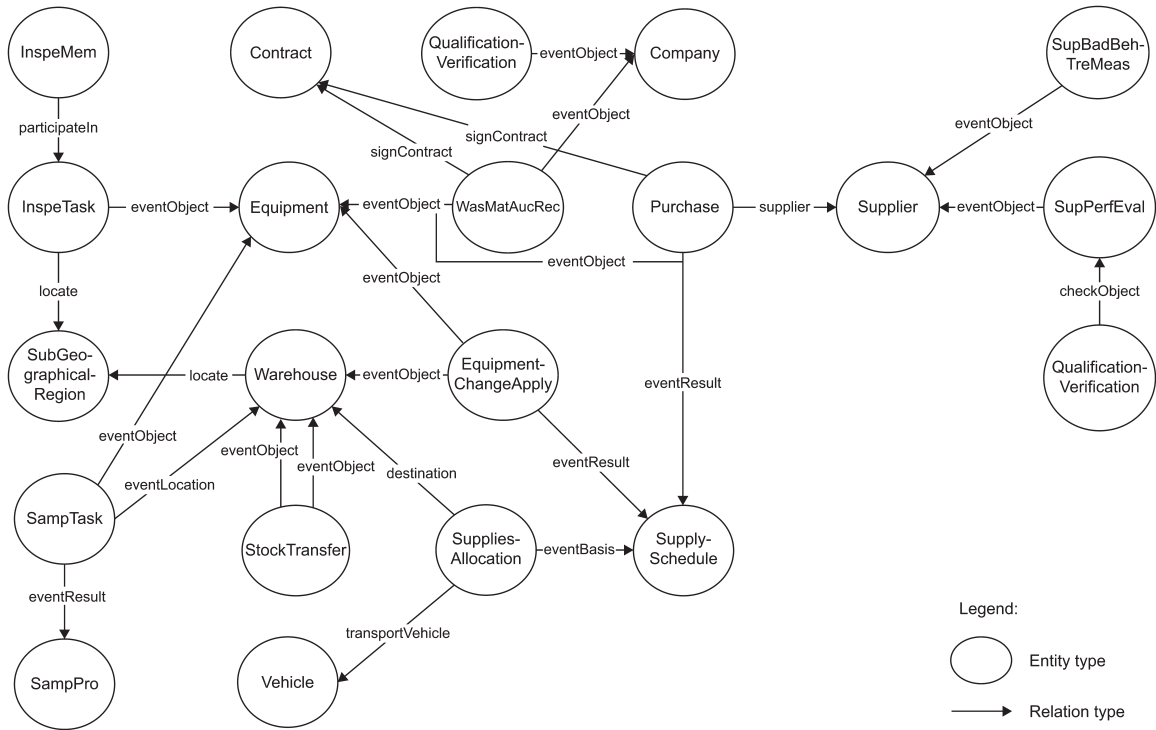 InspeMem
Contract
Qualification-
Verification
eventObject
Company
SupBadBeh-
TreMeas
participateIn
signContract
signContract
eventObject
eventObject
InspeTask
eventObject
Equipment
eventObject
WasMatAucRec
Purchase
supplier
Supplier
eventObject
SupPerfEval
eventObject
eventObject
locate
checkObject
SubGeo-
graphical-
Region
locate
Warehouse
eventObject
Equipment-
ChangeApply
eventResult
Qualification-
Verification
eventObject
eventLocation
eventObject
eventObject
destination
eventResult
SampTask
StockTransfer
Supplies-
Allocation
eventBasis
Supply-
Schedule
eventResult
transportVehicle
SampPro
Vehicle
Legend:
Entity type
Relation type